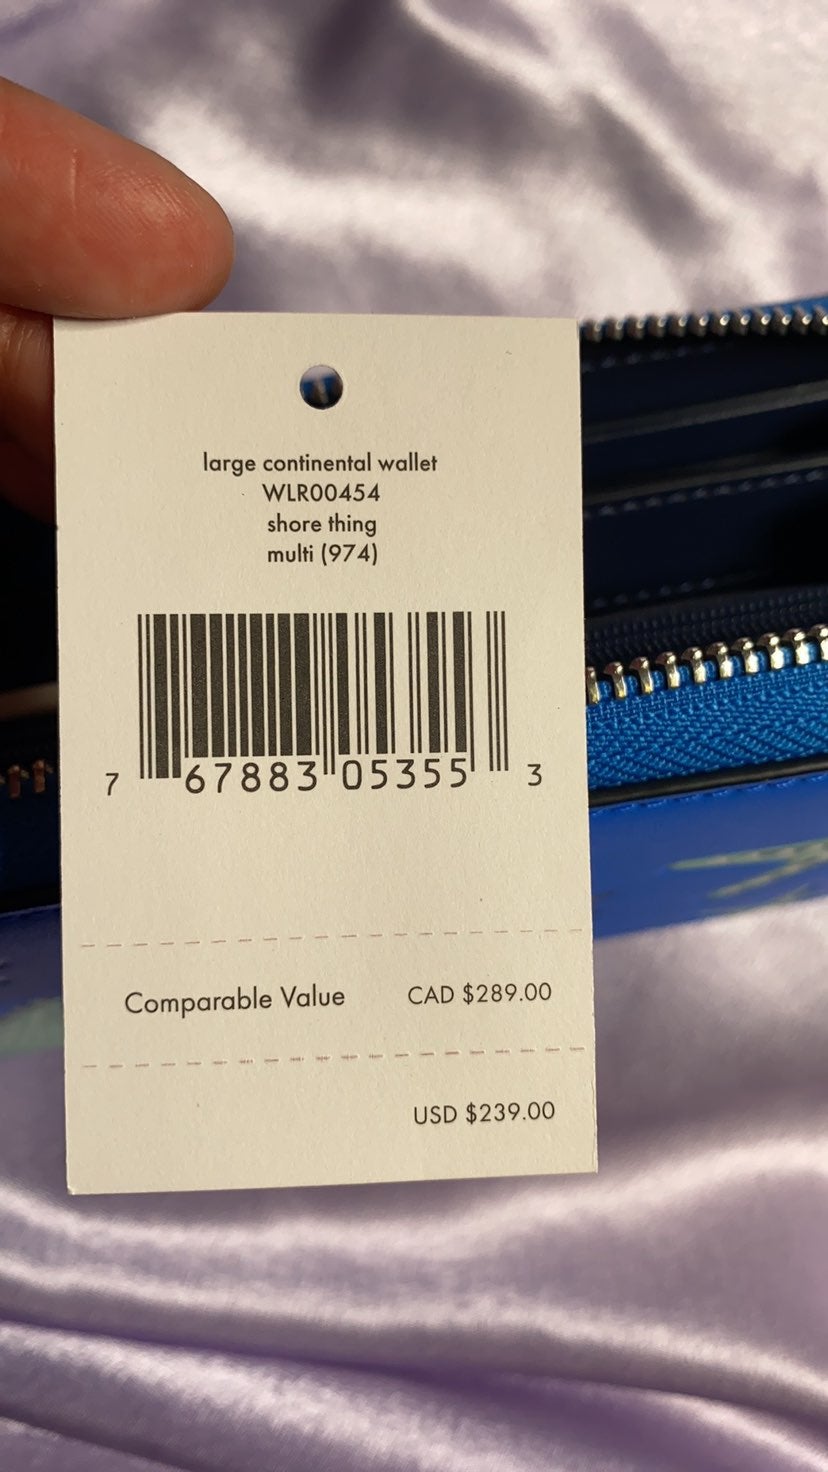 large continental wallet
WLR00454
shore thing
multi (974)
7 67883 05355 3
Comparable Value CAD $289.00
USD $239.00